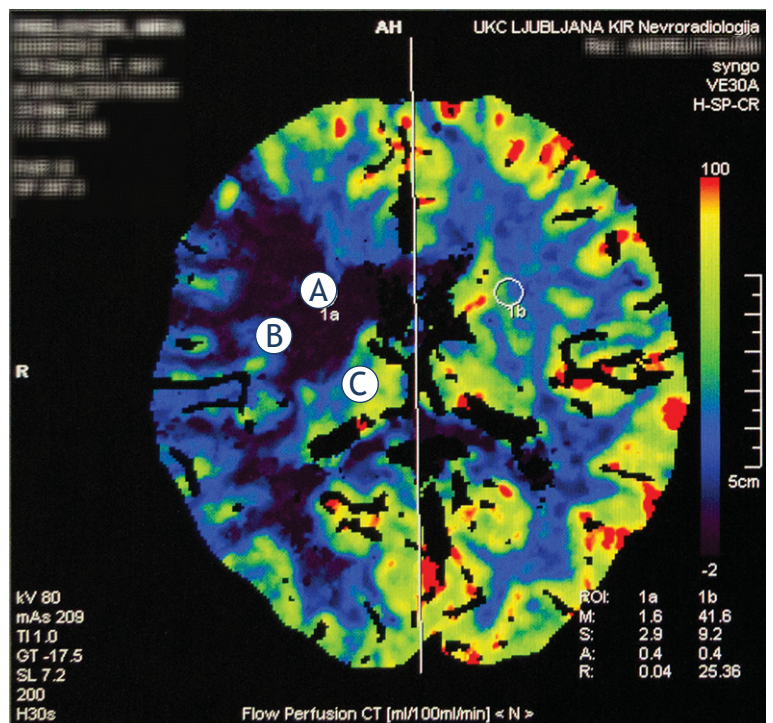 AH
UKC LJUBLJANA KIR Nevroradiologija
syngo
VE30A
H-SP-CR
100
A
1a
1b
B
R
C
5cm
-2
kV 80
mAs 209
TI 1.0
GT -17.5
SL 7.2
200
H30s
ROI: 1a 1b
M: 1.6 41.6
S: 2.9 9.2
A: 0.4 0.4
R: 0.04 25.36
Flow Perfusion CT [ml/100ml/min] < N >